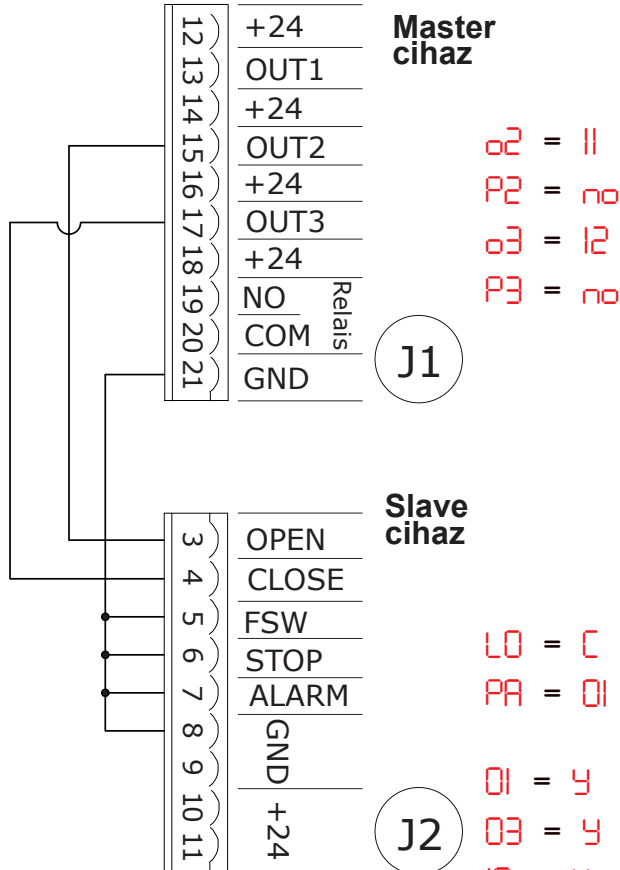 Master
cihaz
12 +24
13 OUT1
14 +24
15 OUT2
16 +24
17 OUT3
18 +24
19 NO
20 COM
Relais
21 GND
J1
o2 = 11
P2 = no
o3 = 12
P3 = no
Slave
cihaz
3 OPEN
4 CLOSE
5 FSW
6 STOP
7 ALARM
8
9
GND
10
11
+24
J2
LO = C
PA = 01
01 = Y
03 = Y